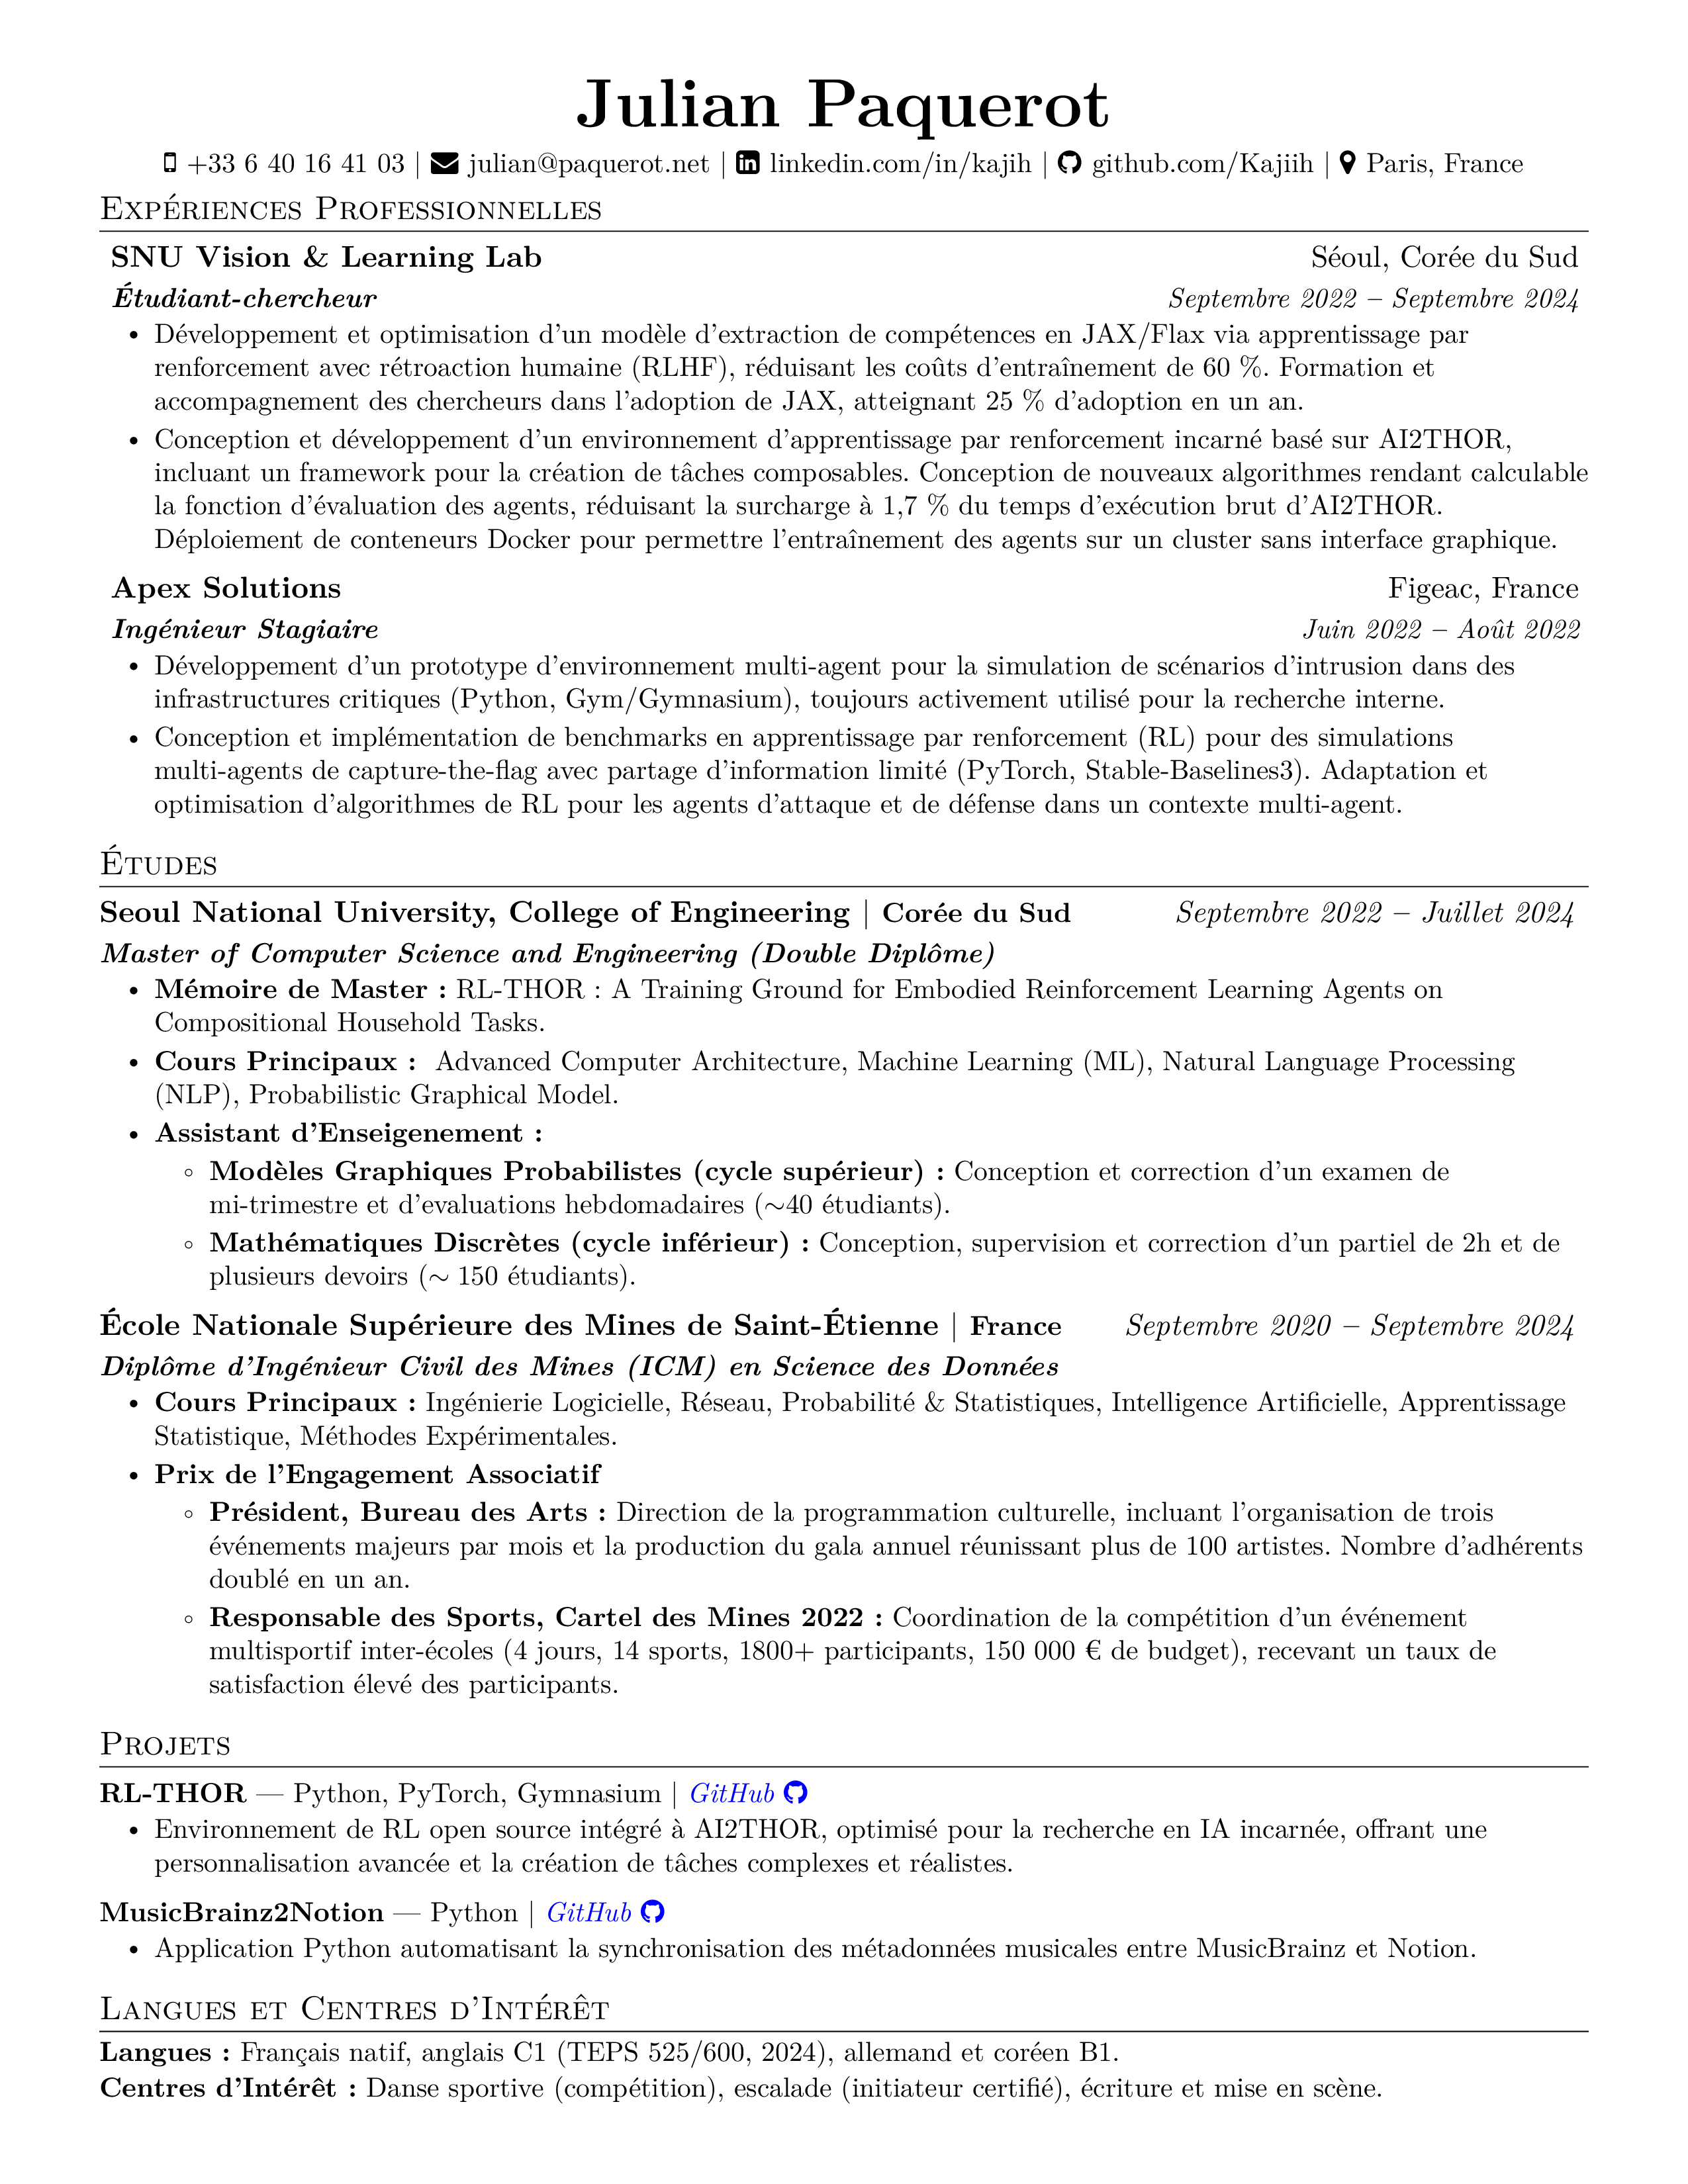 Julian Paquerot
+33 6 40 16 41 03 | julian@paquerot.net | linkedin.com/in/kajih | github.com/Kajiih | Paris, France
Expériences Professionnelles
SNU Vision & Learning Lab Séoul, Corée du Sud
Étudiant-chercheur Septembre 2022 – Septembre 2024
• Développement et optimisation d'un modèle d'extraction de compétences en JAX/Flax via apprentissage par
renforcement avec rétroaction humaine (RLHF), réduisant les coûts d'entraînement de 60 %. Formation et
accompagnement des chercheurs dans l'adoption de JAX, atteignant 25 % d'adoption en un an.
• Conception et développement d'un environnement d'apprentissage par renforcement incarné basé sur AI2THOR,
incluant un framework pour la création de tâches composables. Conception de nouveaux algorithmes rendant calculable
la fonction d'évaluation des agents, réduisant la surcharge à 1,7 % du temps d'exécution brut d'AI2THOR.
Déploiement de conteneurs Docker pour permettre l'entraînement des agents sur un cluster sans interface graphique.
Apex Solutions Figeac, France
Ingénieur Stagiaire Juin 2022 – Août 2022
• Développement d'un prototype d'environnement multi-agent pour la simulation de scénarios d'intrusion dans des
infrastructures critiques (Python, Gym/Gymnasium), toujours activement utilisé pour la recherche interne.
• Conception et implémentation de benchmarks en apprentissage par renforcement (RL) pour des simulations
multi-agents de capture-the-flag avec partage d'information limité (PyTorch, Stable-Baselines3). Adaptation et
optimisation d'algorithmes de RL pour les agents d'attaque et de défense dans un contexte multi-agent.
Études
Seoul National University, College of Engineering | Corée du Sud Septembre 2022 – Juillet 2024
Master of Computer Science and Engineering (Double Diplôme)
• Mémoire de Master : RL-THOR : A Training Ground for Embodied Reinforcement Learning Agents on
Compositional Household Tasks.
• Cours Principaux : Advanced Computer Architecture, Machine Learning (ML), Natural Language Processing
(NLP), Probabilistic Graphical Model.
• Assistant d'Enseigenement :
◦ Modèles Graphiques Probabilistes (cycle supérieur) : Conception et correction d'un examen de
mi-trimestre et d'evaluations hebdomadaires (∼40 étudiants).
◦ Mathématiques Discrètes (cycle inférieur) : Conception, supervision et correction d'un partiel de 2h et de
plusieurs devoirs (∼ 150 étudiants).
École Nationale Supérieure des Mines de Saint-Étienne | France Septembre 2020 – Septembre 2024
Diplôme d'Ingénieur Civil des Mines (ICM) en Science des Données
• Cours Principaux : Ingénierie Logicielle, Réseau, Probabilité & Statistiques, Intelligence Artificielle, Apprentissage
Statistique, Méthodes Expérimentales.
• Prix de l'Engagement Associatif
◦ Président, Bureau des Arts : Direction de la programmation culturelle, incluant l'organisation de trois
événements majeurs par mois et la production du gala annuel réunissant plus de 100 artistes. Nombre d'adhérents
doublé en un an.
◦ Responsable des Sports, Cartel des Mines 2022 : Coordination de la compétition d'un événement
multisportif inter-écoles (4 jours, 14 sports, 1800+ participants, 150 000 € de budget), recevant un taux de
satisfaction élevé des participants.
Projets
RL-THOR — Python, PyTorch, Gymnasium | GitHub
• Environnement de RL open source intégré à AI2THOR, optimisé pour la recherche en IA incarnée, offrant une
personnalisation avancée et la création de tâches complexes et réalistes.
MusicBrainz2Notion — Python | GitHub
• Application Python automatisant la synchronisation des métadonnées musicales entre MusicBrainz et Notion.
Langues et Centres d'Intérêt
Langues : Français natif, anglais C1 (TEPS 525/600, 2024), allemand et coréen B1.
Centres d'Intérêt : Danse sportive (compétition), escalade (initiateur certifié), écriture et mise en scène.